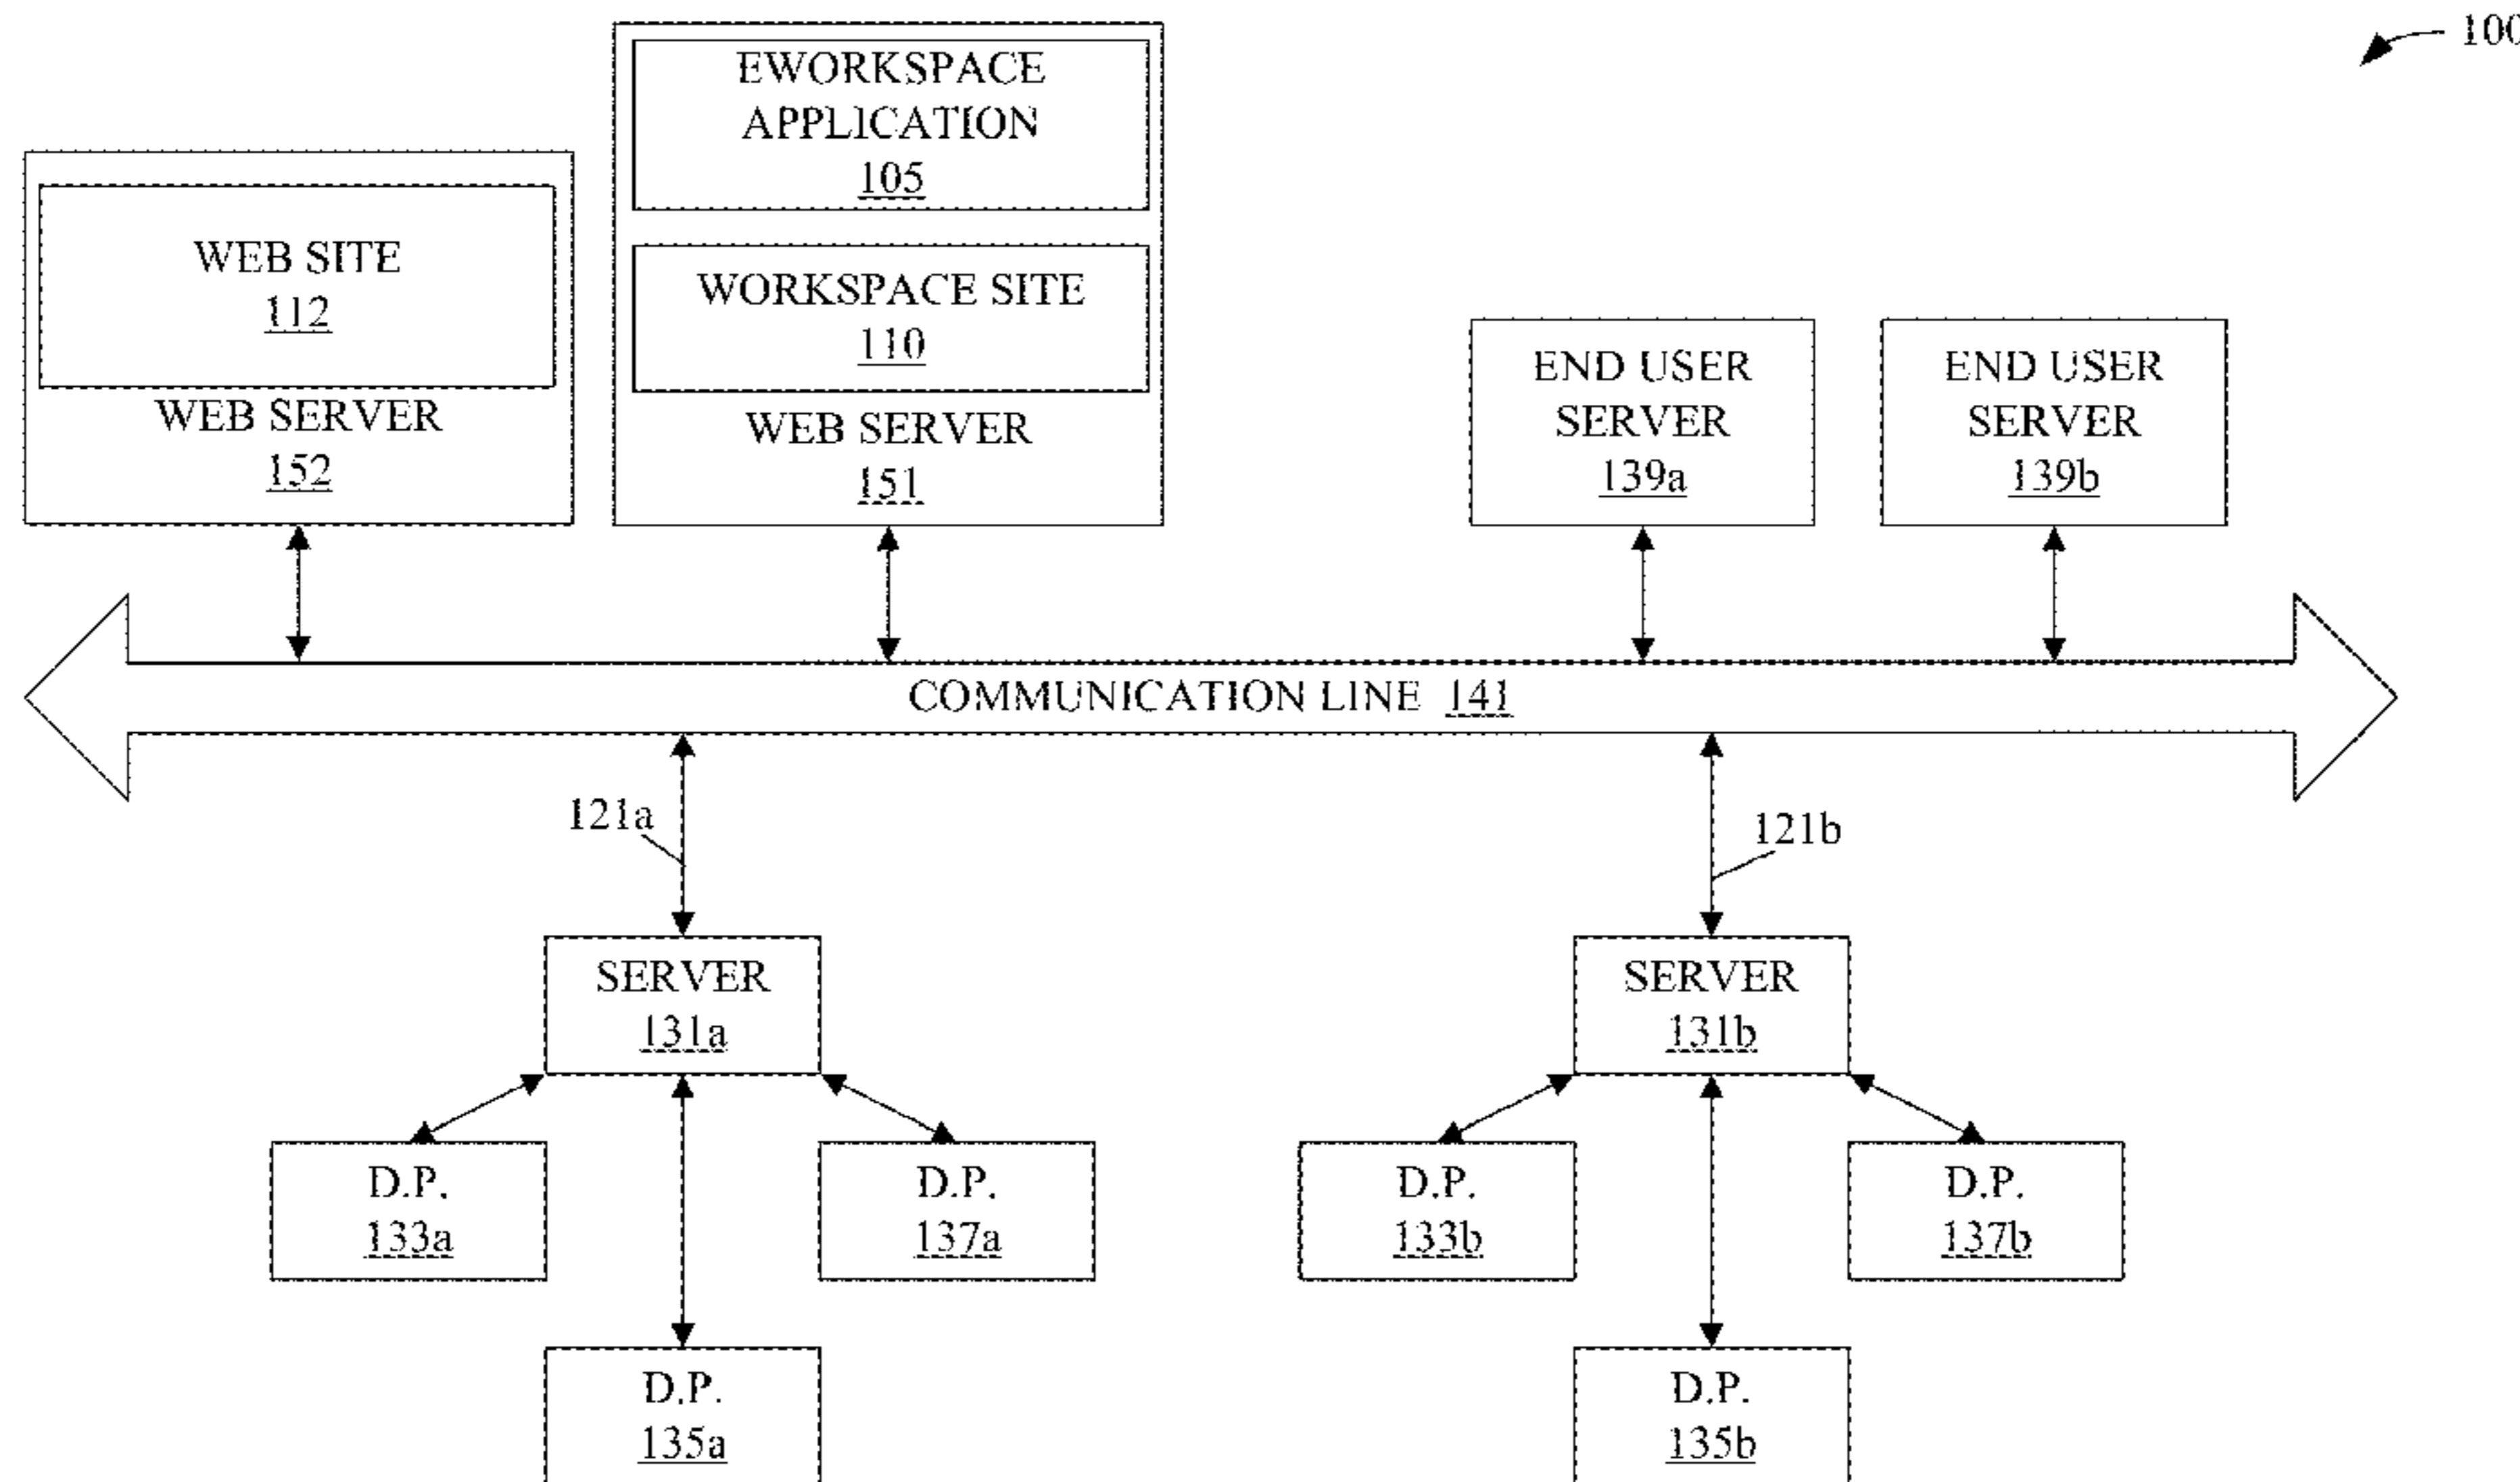 100
EWORKSPACE
APPLICATION
105
WEB SITE
112
WORKSPACE SITE
110
WEB SERVER
152
WEB SERVER
151
END USER
SERVER
139a
END USER
SERVER
139b
COMMUNICATION LINE 141
121a
121b
SERVER
131a
SERVER
131b
D.P.
133a
D.P.
137a
D.P.
133b
D.P.
137b
D.P.
135a
D.P.
135b